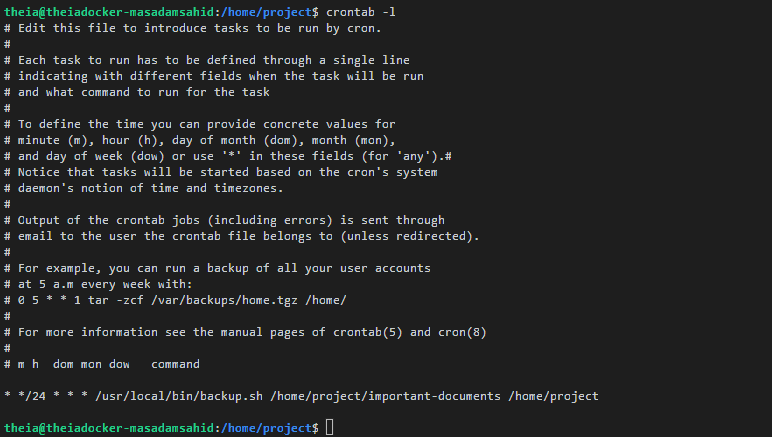 theia@theiadocker-masadamsahid:/home/project$ crontab -l
# Edit this file to introduce tasks to be run by cron.
#
# Each task to run has to be defined through a single line
# indicating with different fields when the task will be run
# and what command to run for the task
#
# To define the time you can provide concrete values for
# minute (m), hour (h), day of month (dom), month (mon),
# and day of week (dow) or use '*' in these fields (for 'any').#
# Notice that tasks will be started based on the cron's system
# daemon's notion of time and timezones.
#
# Output of the crontab jobs (including errors) is sent through
# email to the user the crontab file belongs to (unless redirected).
#
# For example, you can run a backup of all your user accounts
# at 5 a.m every week with:
# 0 5 * * 1 tar -zcf /var/backups/home.tgz /home/
#
# For more information see the manual pages of crontab(5) and cron(8)
#
# m h  dom mon dow   command
* */24 * * * /usr/local/bin/backup.sh /home/project/important-documents /home/project
theia@theiadocker-masadamsahid:/home/project$